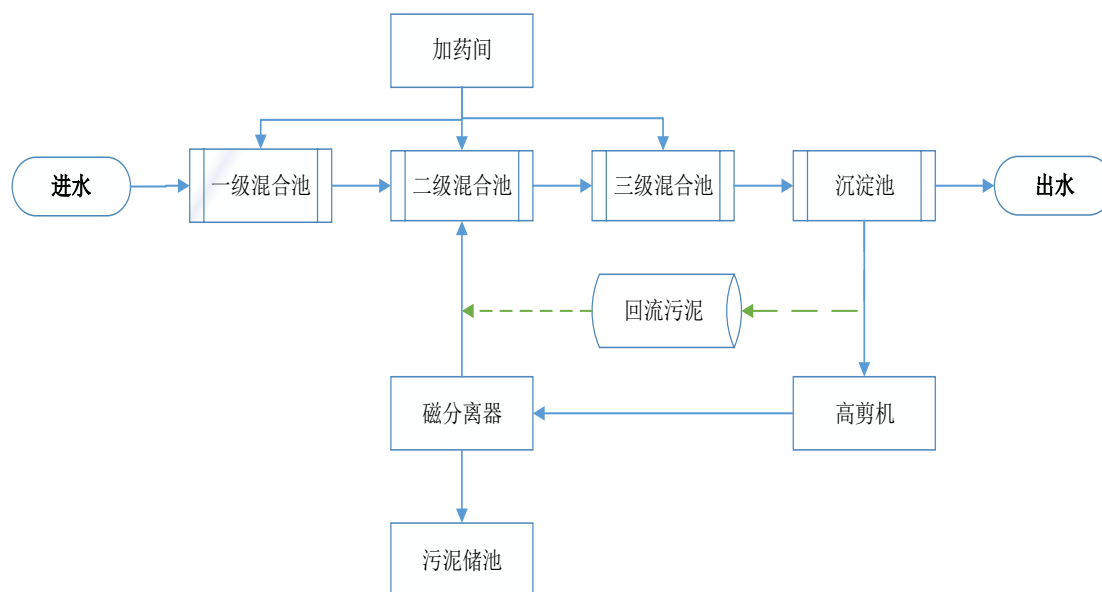 加药间
进水
一级混合池
二级混合池
三级混合池
沉淀池
出水
回流污泥
磁分离器
高剪机
污泥储池